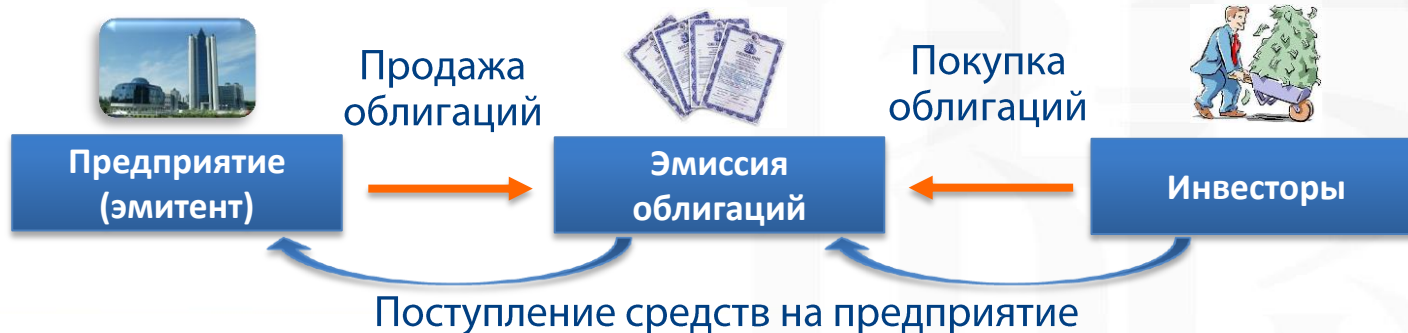 Продажа
облигаций
Покупка
облигаций
Предприятие
(эмитент)
Эмиссия
облигаций
Инвесторы
Поступление средств на предприятие